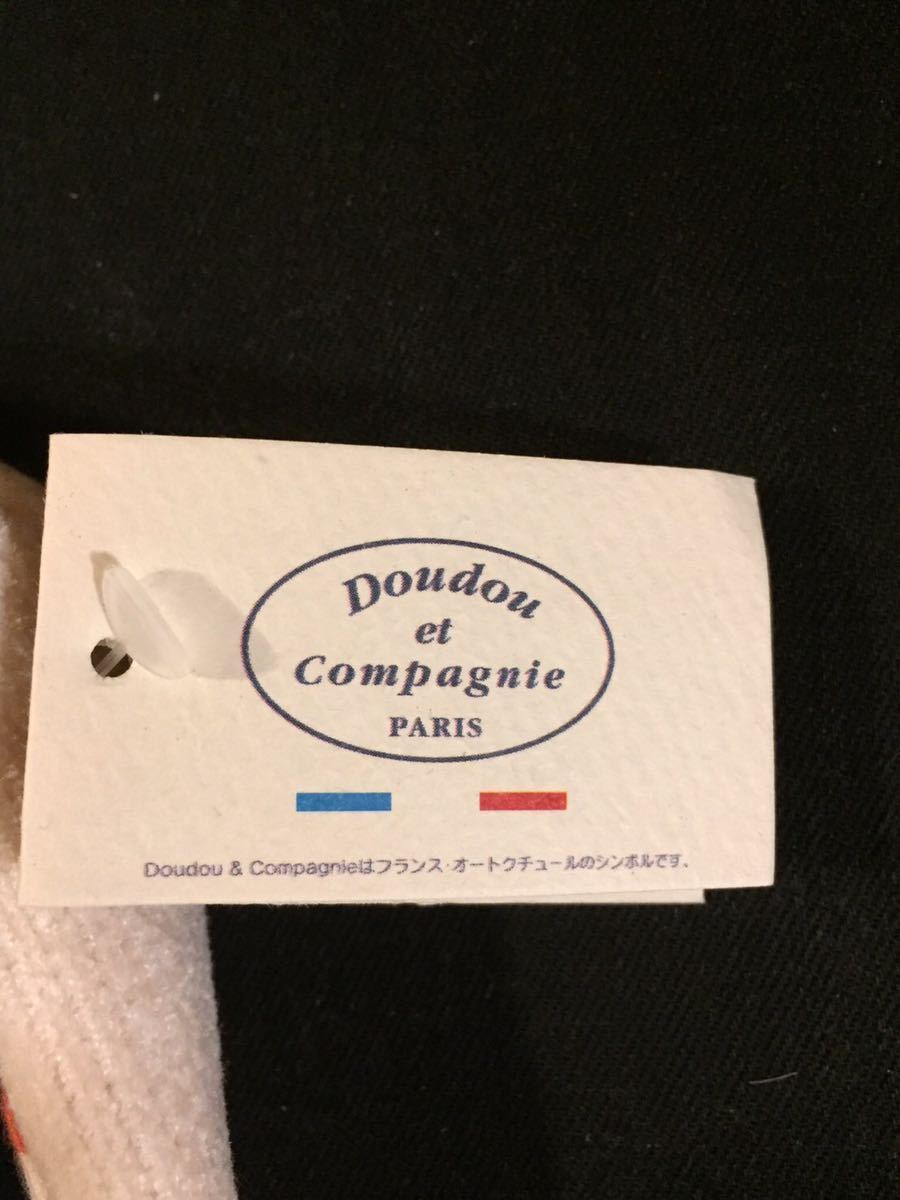 Doudou
et
Compagnie
PARIS
Doudou & Compagnieはフランス・オートクチュールのシンボルです。